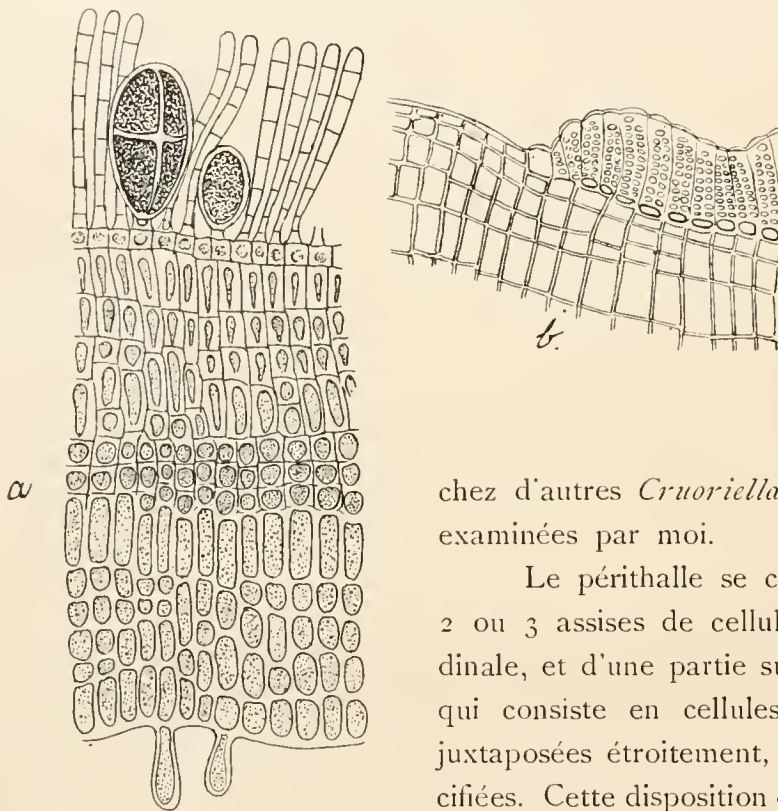 a
b.
chez d'autres Cruoriella
examinées par moi.
Le périthalle se c
2 ou 3 assises de cellul
dinale, et d'une partie su
qui consiste en cellules
juxtaposées étroitement,
cifiées. Cette disposition